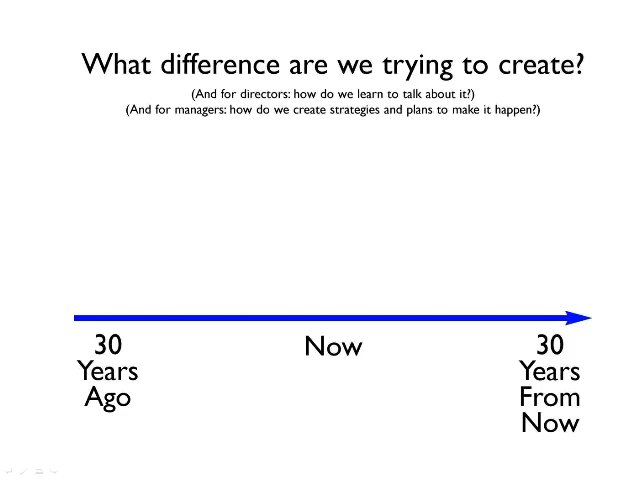 What difference are we trying to create?
(And for directors: how do we learn to talk about it?)
(And for managers: how do we create strategies and plans to make it happen?)
30
Years
Ago
Now
30
Years
From
Now